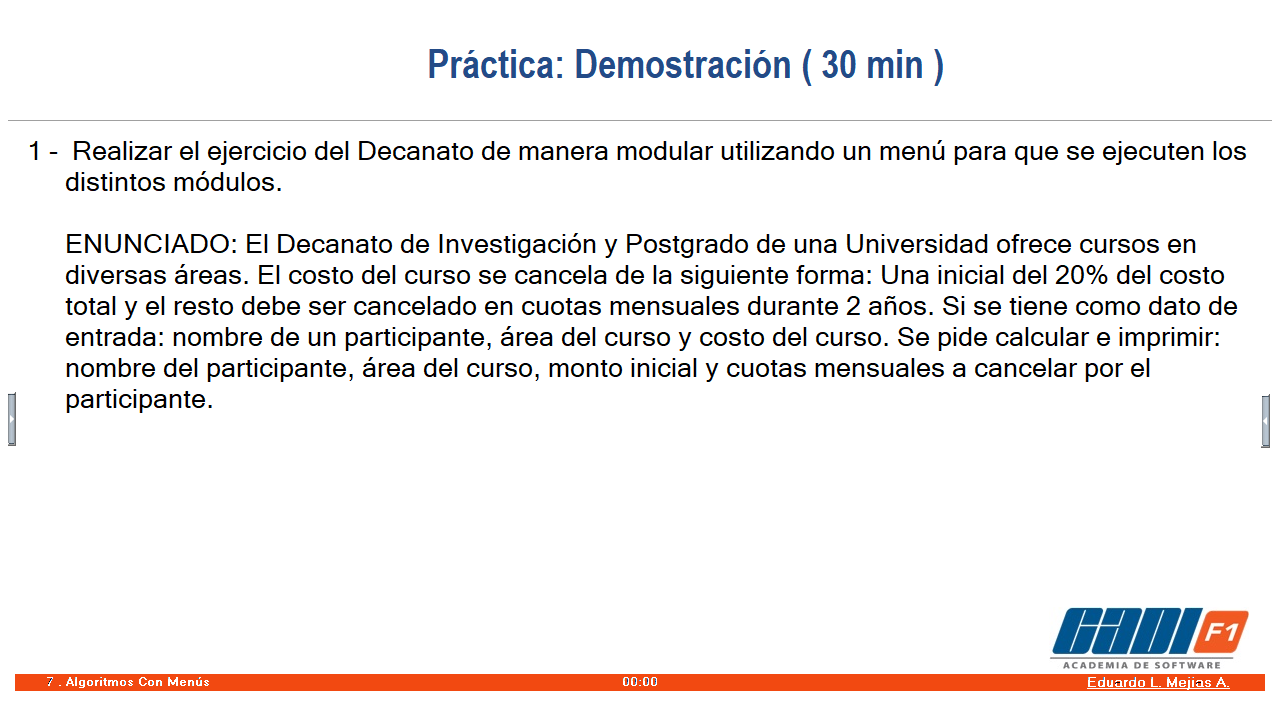 Práctica: Demostración ( 30 min )
1 -  Realizar el ejercicio del Decanato de manera modular utilizando un menú para que se ejecuten los
distintos módulos.
ENUNCIADO: El Decanato de Investigación y Postgrado de una Universidad ofrece cursos en
diversas áreas. El costo del curso se cancela de la siguiente forma: Una inicial del 20% del costo
total y el resto debe ser cancelado en cuotas mensuales durante 2 años. Si se tiene como dato de
entrada: nombre de un participante, área del curso y costo del curso. Se pide calcular e imprimir:
nombre del participante, área del curso, monto inicial y cuotas mensuales a cancelar por el
participante.
CADI F1
ACADEMIA DE SOFTWARE
7 . Algoritmos Con Menús 00:00 Eduardo L. Mejias A.